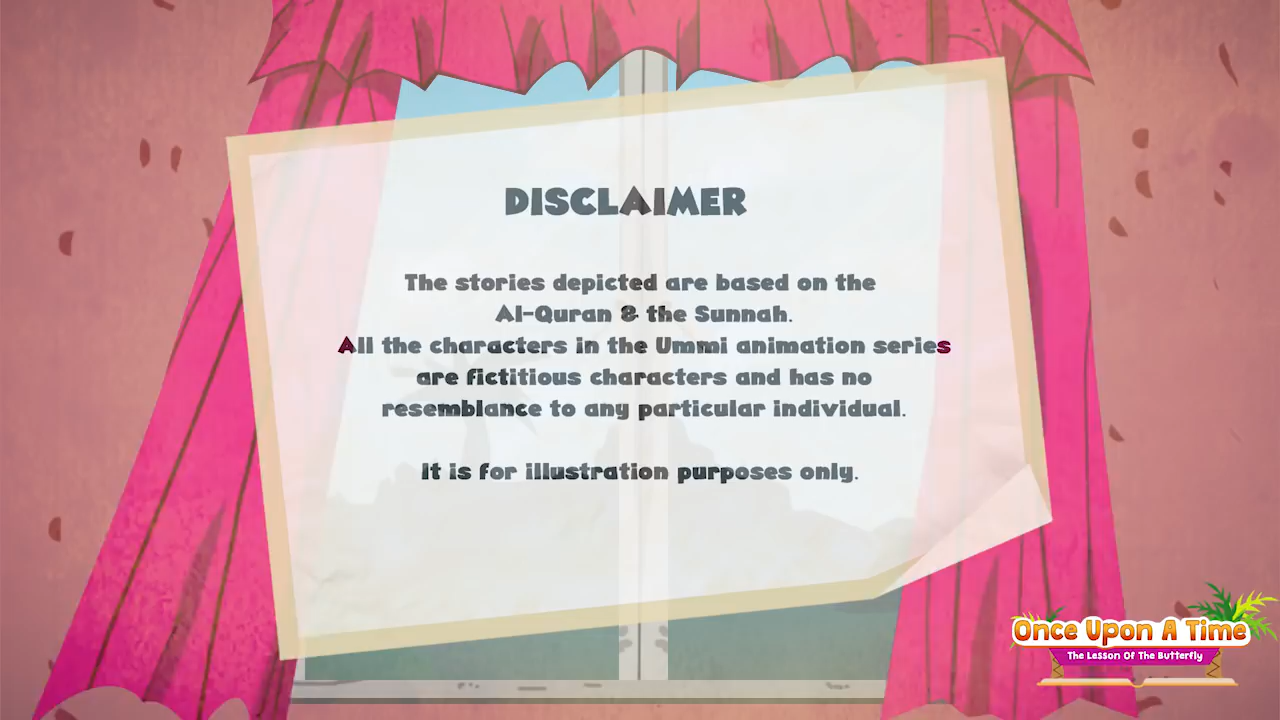 DISCLAIMER
The stories depicted are based on the
Al-Quran & the Sunnah.
All the characters in the Ummi animation series
are fictitious characters and has no
resemblance to any particular individual.
It is for illustration purposes only.
Once Upon A Time
The Lesson Of The Butterfly